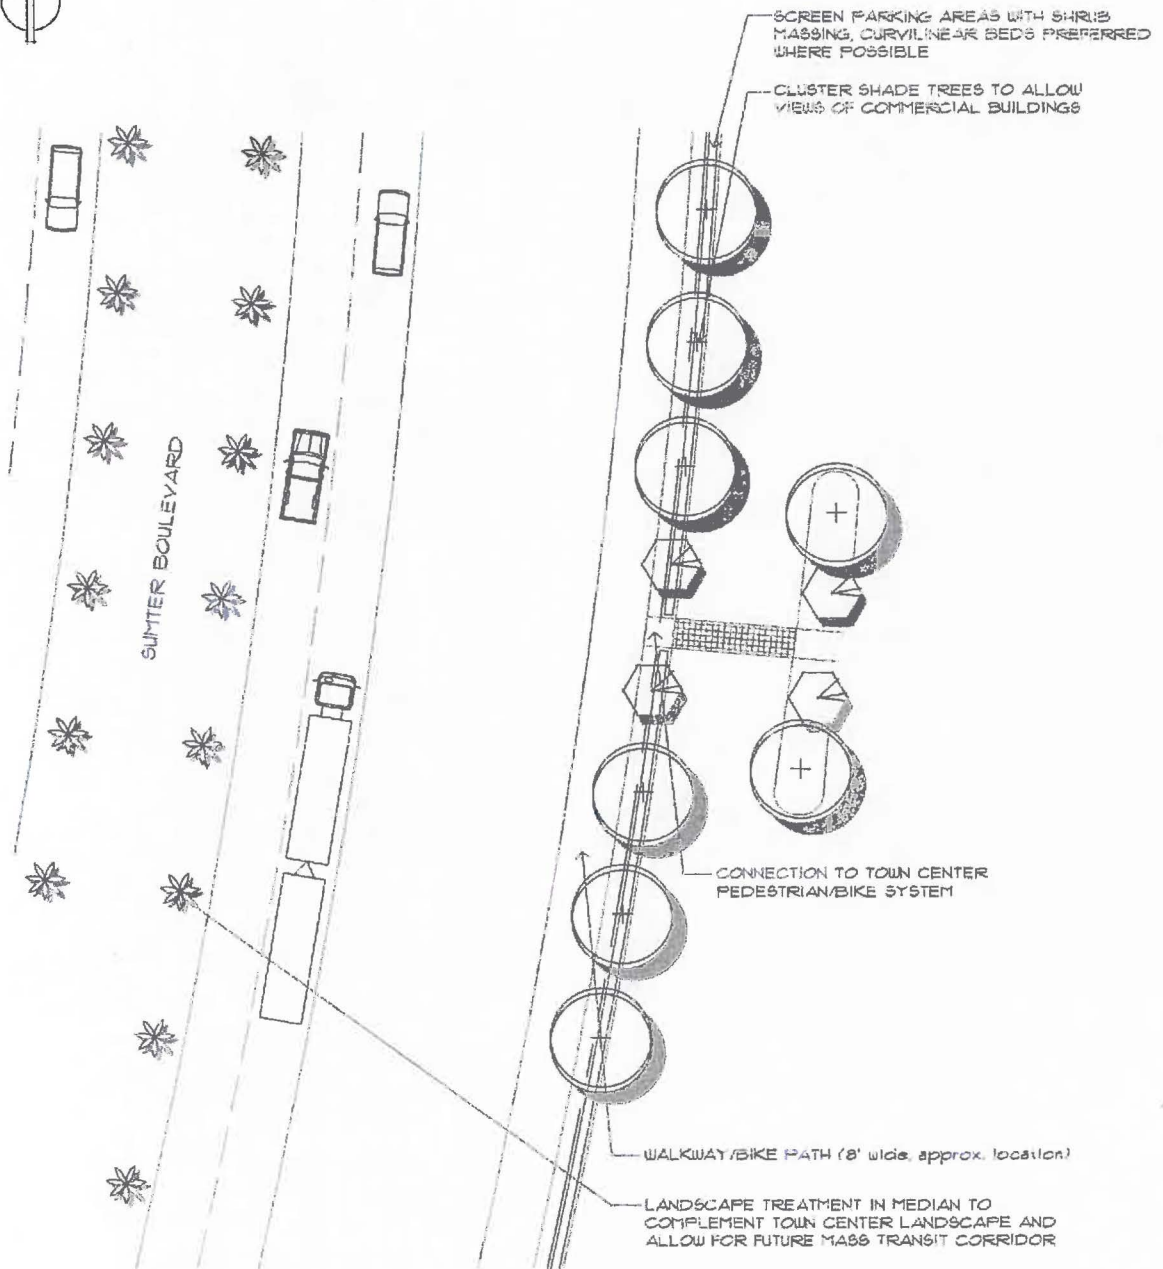 SCREEN PARKING AREAS WITH SHRUB
MASSING, CURVILINEAR BEDS PREFERRED
WHERE POSSIBLE
CLUSTER SHADE TREES TO ALLOW
VIEWS OF COMMERCIAL BUILDINGS
SUMTER BOULEVARD
CONNECTION TO TOWN CENTER
PEDESTRIAN/BIKE SYSTEM
WALKWAY/BIKE PATH (8' wide, approx. location)
LANDSCAPE TREATMENT IN MEDIAN TO
COMPLEMENT TOWN CENTER LANDSCAPE AND
ALLOW FOR FUTURE MASS TRANSIT CORRIDOR